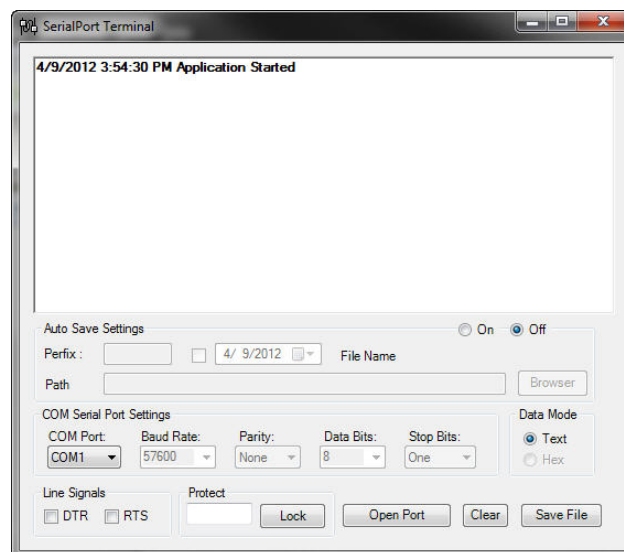 SerialPort Terminal
4/9/2012 3:54:30 PM Application Started
Auto Save Settings
On
Off
Perfix :
4/ 9/2012
File Name
Path
Browser
COM Serial Port Settings
Data Mode
COM Port:
Baud Rate:
Parity:
Data Bits:
Stop Bits:
Text
COM1
57600
None
8
One
Hex
Line Signals
Protect
DTR
RTS
Lock
Open Port
Clear
Save File